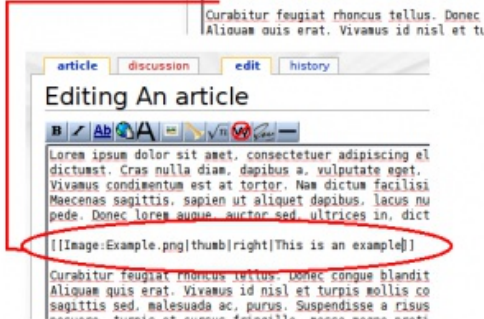 Curabitur feugiat rhoncus tellus. Donec
Aliquam quis erat. Vivamus id nisl et tu
article discussion edit history
Editing An article
B I Ab A √n W
Lorem ipsum dolor sit amet, consectetuer adipiscing el
dictumst. Cras nulla diam, dapibus a, vulputate eget,
Vivamus condimentum est at tortor. Nam dictum facilisi
Maecenas sagittis, sapien ut aliquet dapibus, lacus nu
pede. Donec lorem augue, auctor sed, ultrices in, dict
[[Image:Example.png|thumb|right|This is an example]]
Curabitur feugiat rhoncus tellus. Donec congue blandit
Aliquam quis erat. Vivamus id nisl et turpis mollis co
sagittis sed, malesuada ac, purus. Suspendisse a risus